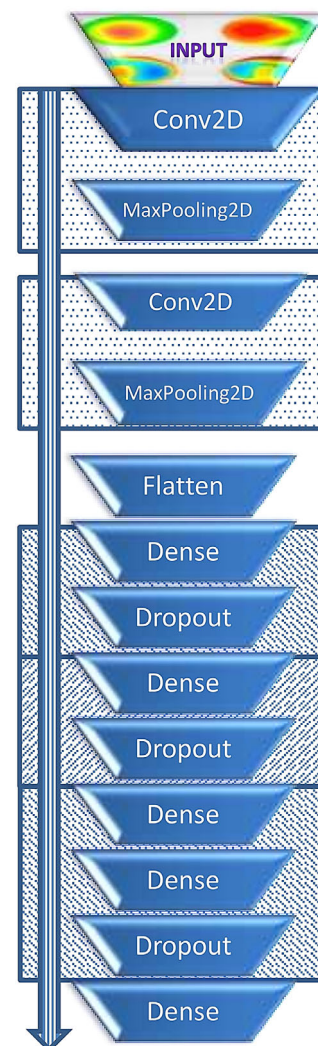 INPUT
Conv2D
MaxPooling2D
Conv2D
MaxPooling2D
Flatten
Dense
Dropout
Dense
Dropout
Dense
Dense
Dropout
Dense